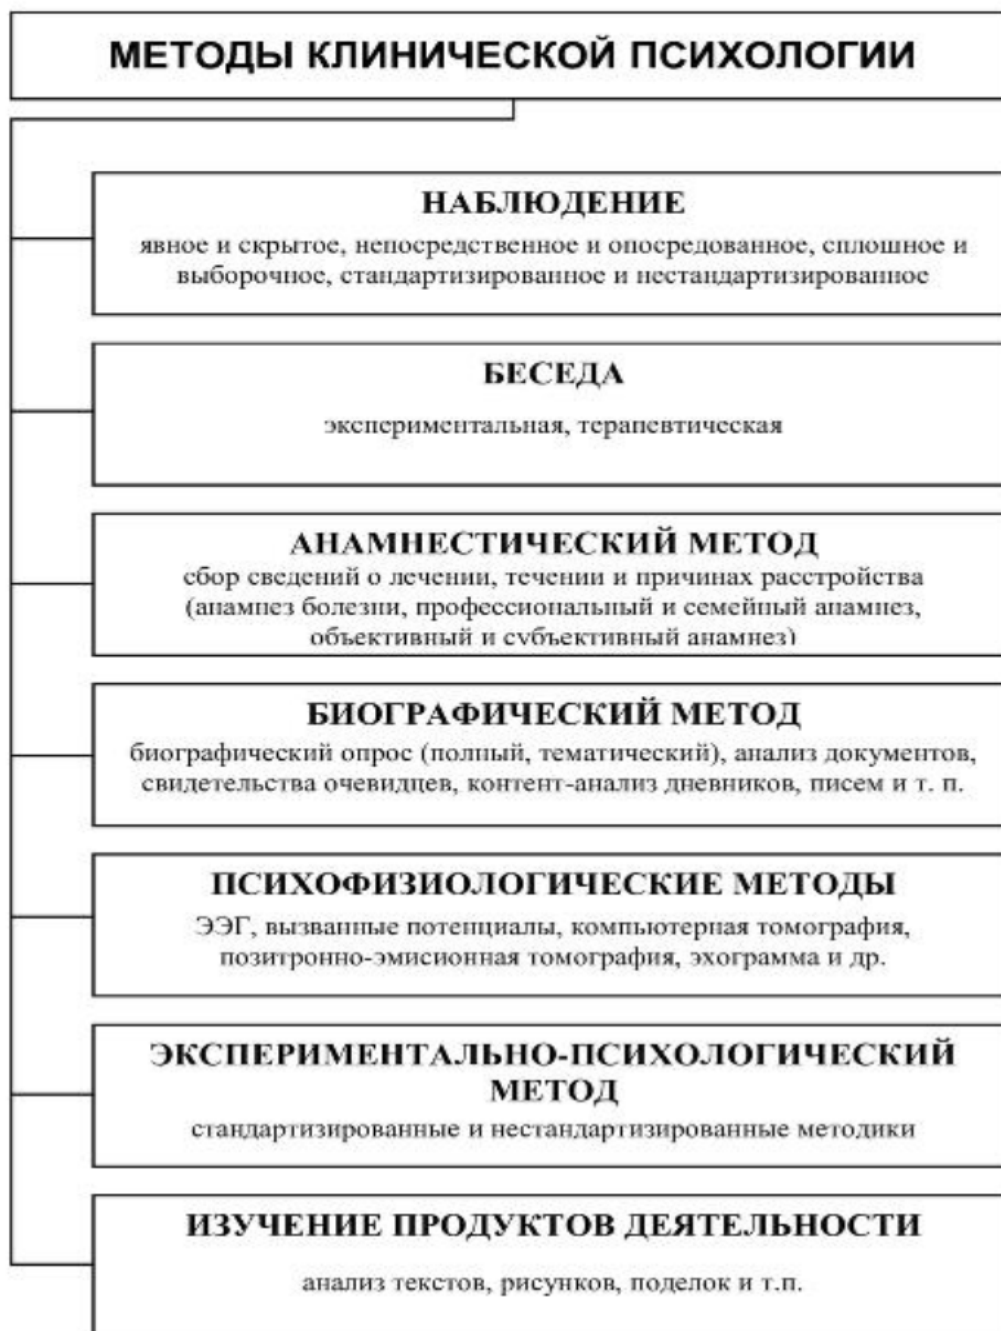 МЕТОДЫ КЛИНИЧЕСКОЙ ПСИХОЛОГИИ
НАБЛЮДЕНИЕ
явное и скрытое, непосредственное и опосредованное, сплошное и
выборочное, стандартизированное и нестандартизированное
БЕСЕДА
экспериментальная, терапевтическая
АНАМНЕСТИЧЕСКИЙ МЕТОД
сбор сведений о лечении, течении и причинах расстройства
(анамнез болезни, профессиональный и семейный анамнез,
объективный и субъективный анамнез)
БИОГРАФИЧЕСКИЙ МЕТОД
биографический опрос (полный, тематический), анализ документов,
свидетельства очевидцев, контент-анализ дневников, писем и т. п.
ПСИХОФИЗИОЛОГИЧЕСКИЕ МЕТОДЫ
ЭЭГ, вызванные потенциалы, компьютерная томография,
позитронно-эмисионная томография, эхограмма и др.
ЭКСПЕРИМЕНТАЛЬНО-ПСИХОЛОГИЧЕСКИЙ
МЕТОД
стандартизированные и нестандартизированные методики
ИЗУЧЕНИЕ ПРОДУКТОВ ДЕЯТЕЛЬНОСТИ
анализ текстов, рисунков, поделок и т.п.